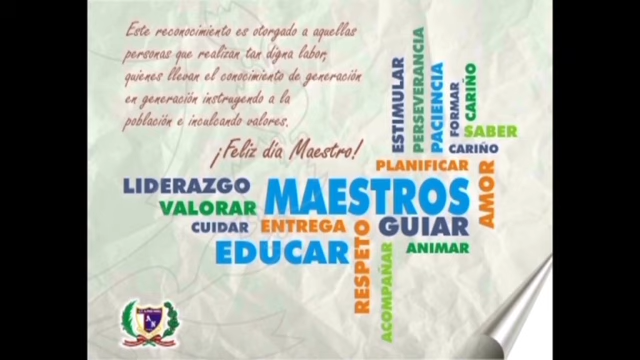 Este reconocimiento es otorgado a aquellas
personas que realizan tan digna labor,
quienes llevan el conocimiento de generación
en generación instruyendo a la
población e inculcando valores.
¡Feliz día Maestro!
ESTIMULAR
PERSEVERANCIA
PACIENCIA
FORMAR
CARIÑO
SABER
CARIÑO
PLANIFICAR
AMOR
LIDERAZGO
MAESTROS
VALORAR
CUIDAR
ENTREGA
GUIAR
EDUCAR
RESPETO
ACOMPAÑAR
ANIMAR